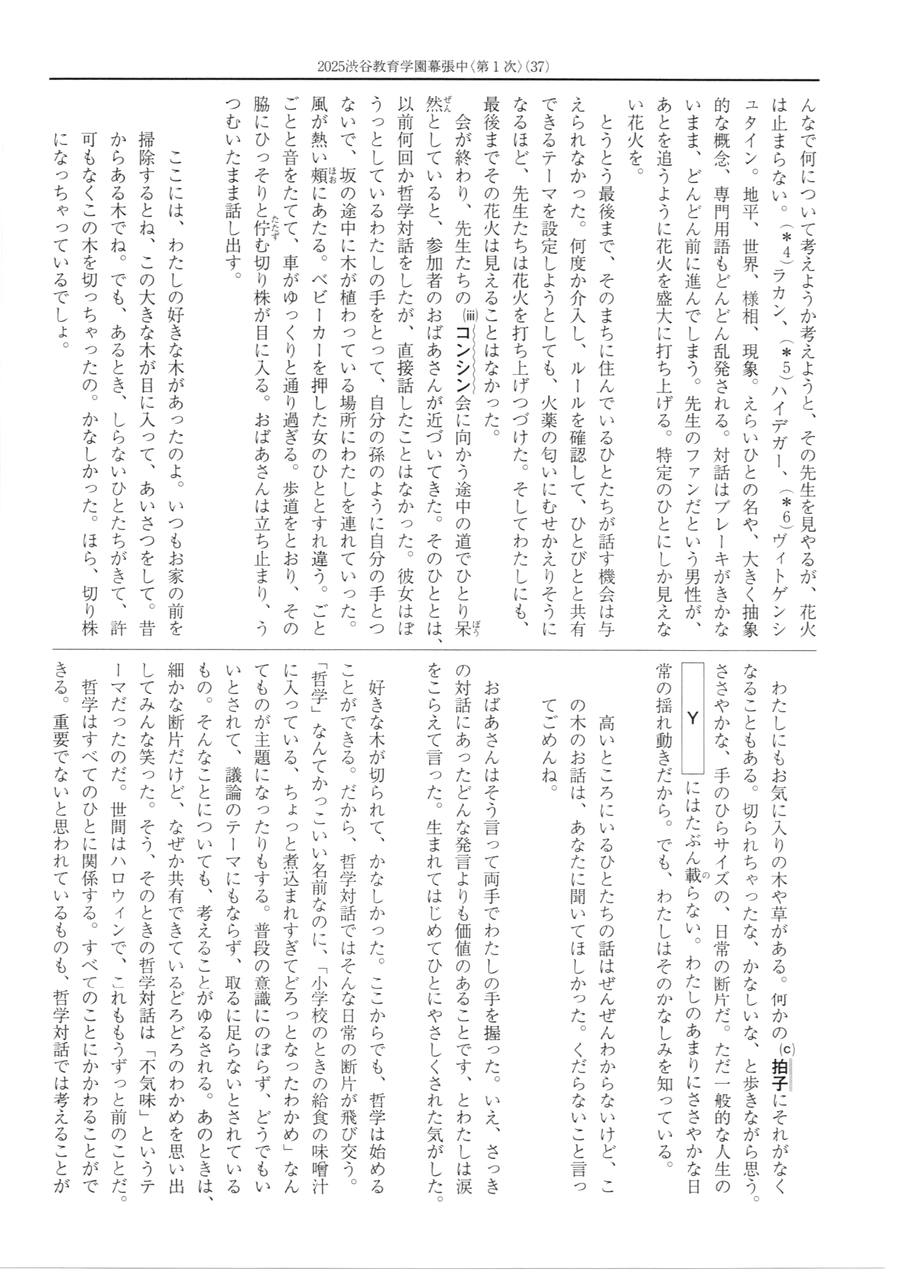 2025渋谷教育学園幕張中〈第1次〉(37)
んなで何について考えようか考えようと、その先生を見やるが、花火
は止まらない。(＊4)ラカン、(＊5)ハイデガー、(＊6)ヴィトゲンシ
ュタイン。地平、世界、様相、現象。えらいひとの名や、大きく抽象
的な概念、専門用語もどんどん乱発される。対話はブレーキがきかな
いまま、どんどん前に進んでしまう。先生のファンだという男性が、
あとを追うように花火を盛大に打ち上げる。特定のひとにしか見えな
い花火を。
とうとう最後まで、そのまちに住んでいるひとたちが話す機会は与
えられなかった。何度か介入し、ルールを確認して、ひとびとと共有
できるテーマを設定しようとしても、火薬の匂いにむせかえりそうに
なるほど、先生たちは花火を打ち上げつづけた。そしてわたしにも、
最後までその花火は見えることはなかった。
会が終わり、先生たちの(ⅲ)コンシン会に向かう途中の道でひとり呆ぼう
然ぜんとしていると、参加者のおばあさんが近づいてきた。そのひととは、
以前何回か哲学対話をしたが、直接話したことはなかった。彼女はぼ
うっとしているわたしの手をとって、自分の孫のように自分の手とつ
ないで、坂の途中に木が植わっている場所にわたしを連れていった。
風が熱い頰ほおにあたる。ベビーカーを押した女のひととすれ違う。ごと
ごとと音をたてて、車がゆっくりと通り過ぎる。歩道をとおり、その
脇にひっそりと佇たたずむ切り株が目に入る。おばあさんは立ち止まり、う
つむいたまま話し出す。
ここには、わたしの好きな木があったのよ。いつもお家の前を
掃除するとね、この大きな木が目に入って、あいさつをして。昔
からある木でね。でも、あるとき、しらないひとたちがきて、許
可もなくこの木を切っちゃったの。かなしかった。ほら、切り株
になっちゃっているでしょ。
わたしにもお気に入りの木や草がある。何かの(c)拍子にそれがなく
なることもある。切られちゃったな、かなしいな、と歩きながら思う。
ささやかな、手のひらサイズの、日常の断片だ。ただ一般的な人生の
Yにはたぶん載のらない。わたしのあまりにささやかな日
常の揺れ動きだから。でも、わたしはそのかなしみを知っている。
高いところにいるひとたちの話はぜんぜんわからないけど、こ
の木のお話は、あなたに聞いてほしかった。くだらないこと言っ
てごめんね。
おばあさんはそう言って両手でわたしの手を握った。いえ、さっき
の対話にあったどんな発言よりも価値のあることです、とわたしは涙
をこらえて言った。生まれてはじめてひとにやさしくされた気がした。
好きな木が切られて、かなしかった。ここからでも、哲学は始める
ことができる。だから、哲学対話ではそんな日常の断片が飛び交う。
「哲学」なんてかっこいい名前なのに、「小学校のときの給食の味噌汁
に入っている、ちょっと煮込まれすぎてどろっとなったわかめ」なん
てものが主題になったりもする。普段の意識にのぼらず、どうでもい
いとされて、議論のテーマにもならず、取るに足らないとされている
もの。そんなことについても、考えることがゆるされる。あのときは、
細かな断片だけど、なぜか共有できているどろどろのわかめを思い出
してみんな笑った。そう、そのときの哲学対話は「不気味」というテ
ーマだったのだ。世間はハロウィンで、これももうずっと前のことだ。
哲学はすべてのひとに関係する。すべてのことにかかわることがで
きる。重要でないと思われているものも、哲学対話では考えることが